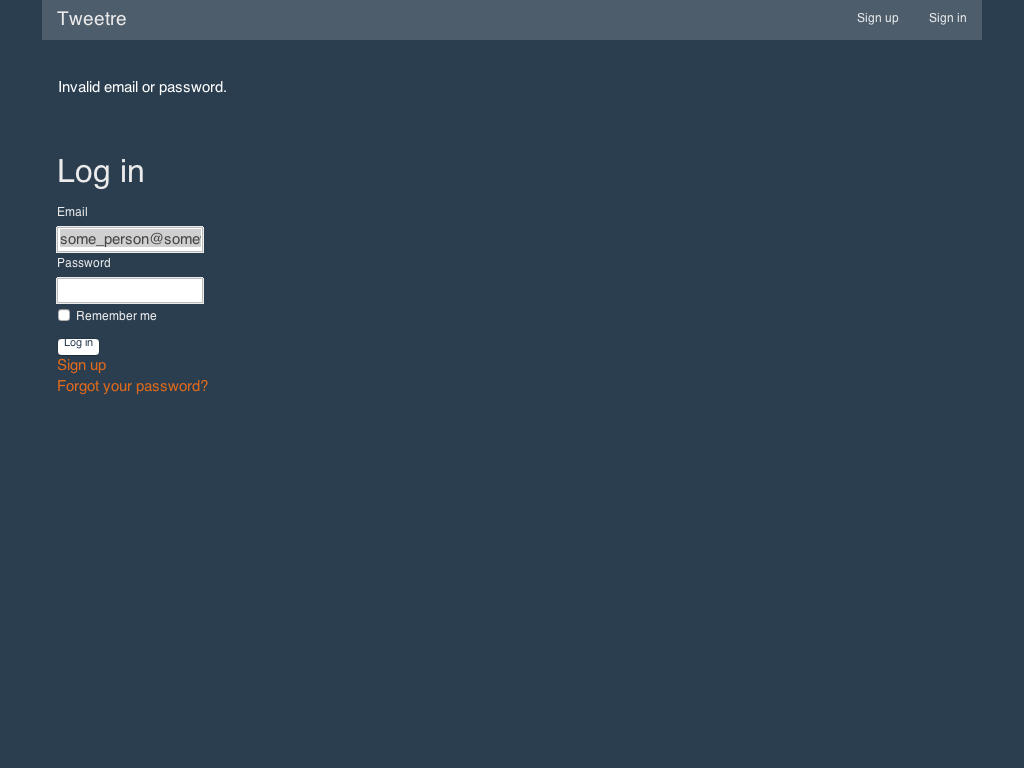 Tweetre
Sign up
Sign in
Invalid email or password.
Log in
Email
some_person@some
Password
Remember me
Log in
Sign up
Forgot your password?